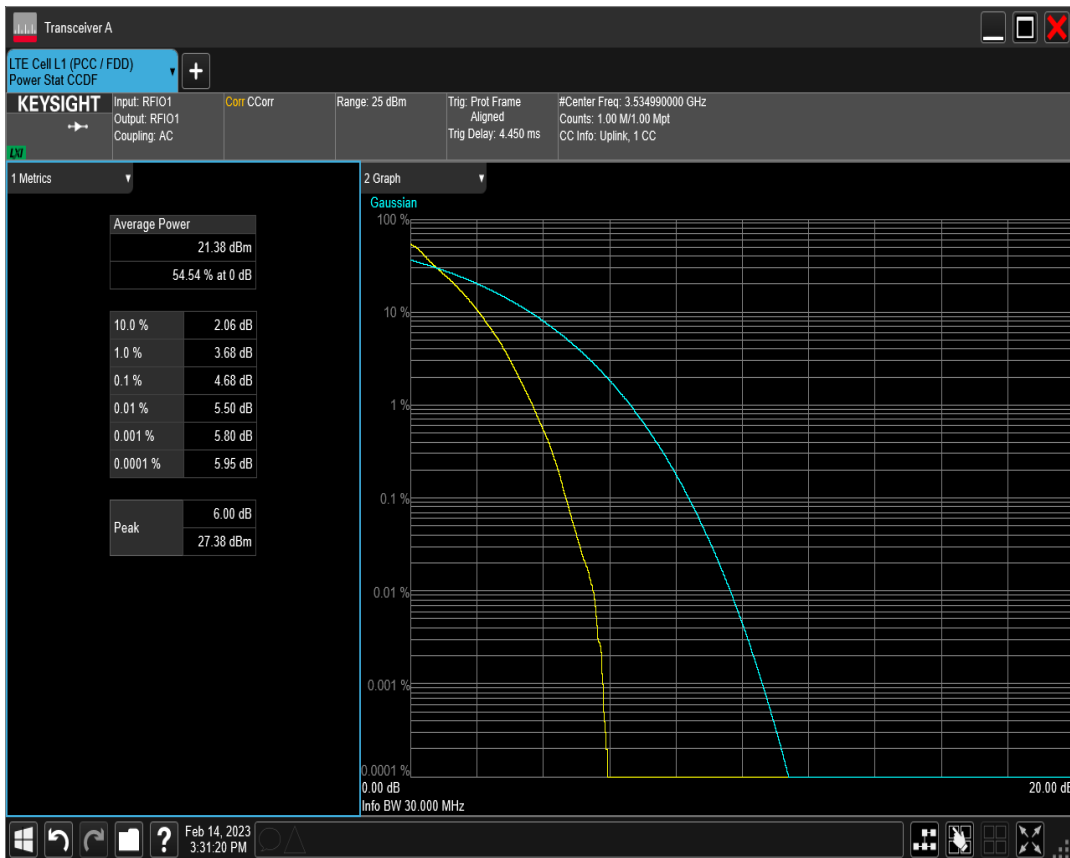 Transceiver A
LTE Cell L1 (PCC / FDD)
Power Stat CCDF
KEYSIGHT
LXI
Input: RFIO1
Output: RFIO1
Coupling: AC
Corr CCorr
Range: 25 dBm
Trig: Prot Frame
Aligned
Trig Delay: 4.450 ms
#Center Freq: 3.534990000 GHz
Counts: 1.00 M/1.00 Mpt
CC Info: Uplink, 1 CC
1 Metrics
Average Power
21.38 dBm
54.54 % at 0 dB
10.0 % 2.06 dB
1.0 % 3.68 dB
0.1 % 4.68 dB
0.01 % 5.50 dB
0.001 % 5.80 dB
0.0001 % 5.95 dB
Peak
6.00 dB
27.38 dBm
2 Graph
Gaussian
100 %
10 %
1 %
0.1 %
0.01 %
0.001 %
0.0001 %
0.00 dB 20.00 dB
Info BW 30.000 MHz
Feb 14, 2023
3:31:20 PM